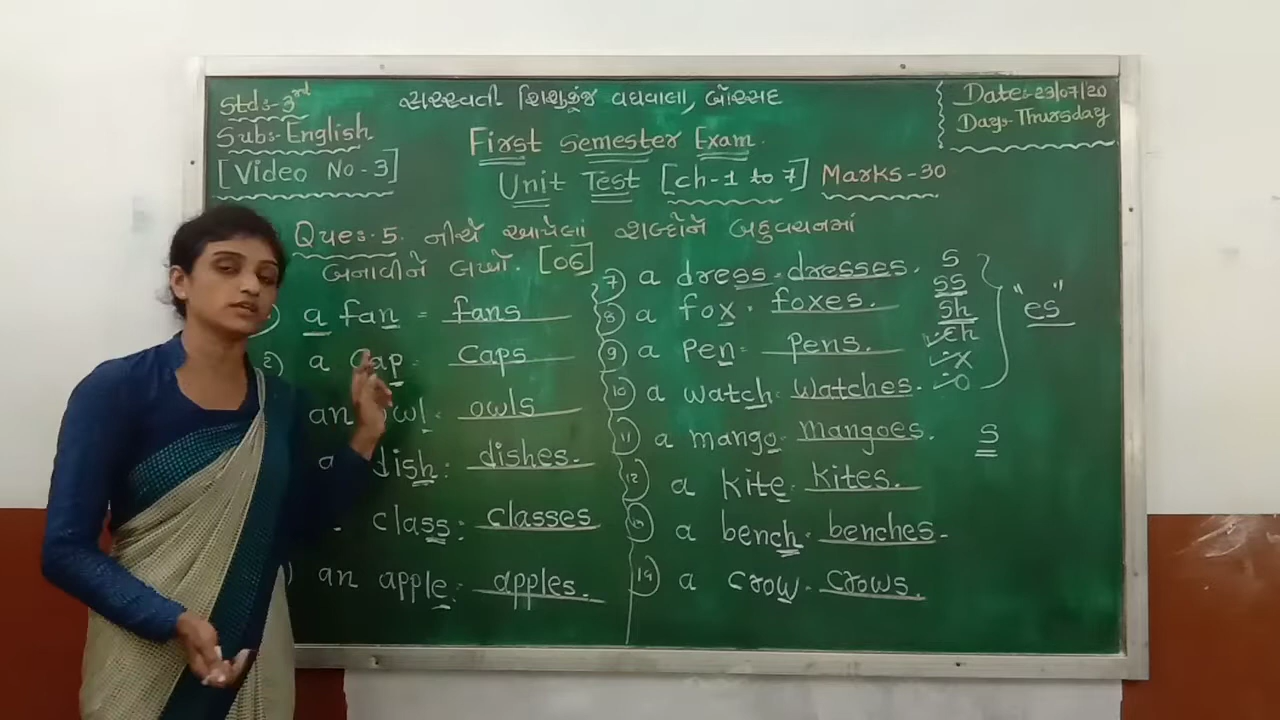 Std:-3rd
સરસ્વતી શિશુકુંજ વઘવાલા, બોરસદ
Date:-23/07/20
Sub:-English
First Semester Exam.
Day:-Thursday
[Video No-3]
Unit Test [ch-1 to 7] Marks-30
Ques:5. નીચે આપેલાં શબ્દોને બહુવચનમાં
બનાવીને લખો. [06]
a fan = fans
૨) a cap = caps
an owl = owls
a dish = dishes.
class = classes
an apple = apples.
7) a dress = dresses.
8) a fox = foxes.
9) a pen = pens.
10) a watch = watches.
11) a mango = mangoes.
12) a kite = kites.
13) a bench = benches.
14) a crow = crows.
s
ss
sh
ch
x
o
"es"
s